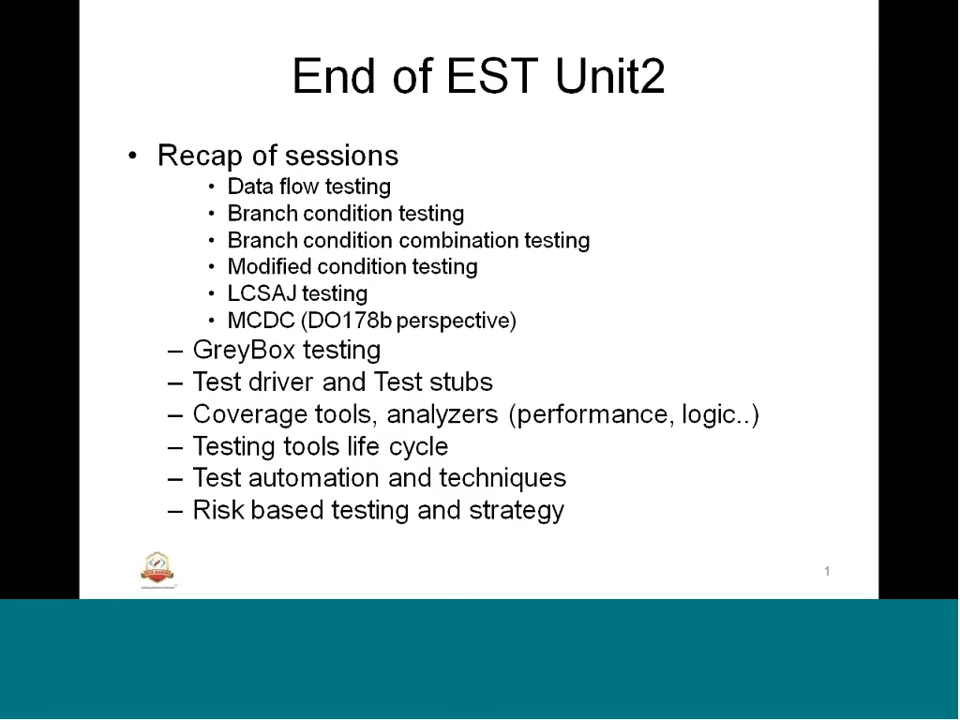 End of EST Unit2
• Recap of sessions
• Data flow testing
• Branch condition testing
• Branch condition combination testing
• Modified condition testing
• LCSAJ testing
• MCDC (DO178b perspective)
– GreyBox testing
– Test driver and Test stubs
– Coverage tools, analyzers (performance, logic..)
– Testing tools life cycle
– Test automation and techniques
– Risk based testing and strategy
1